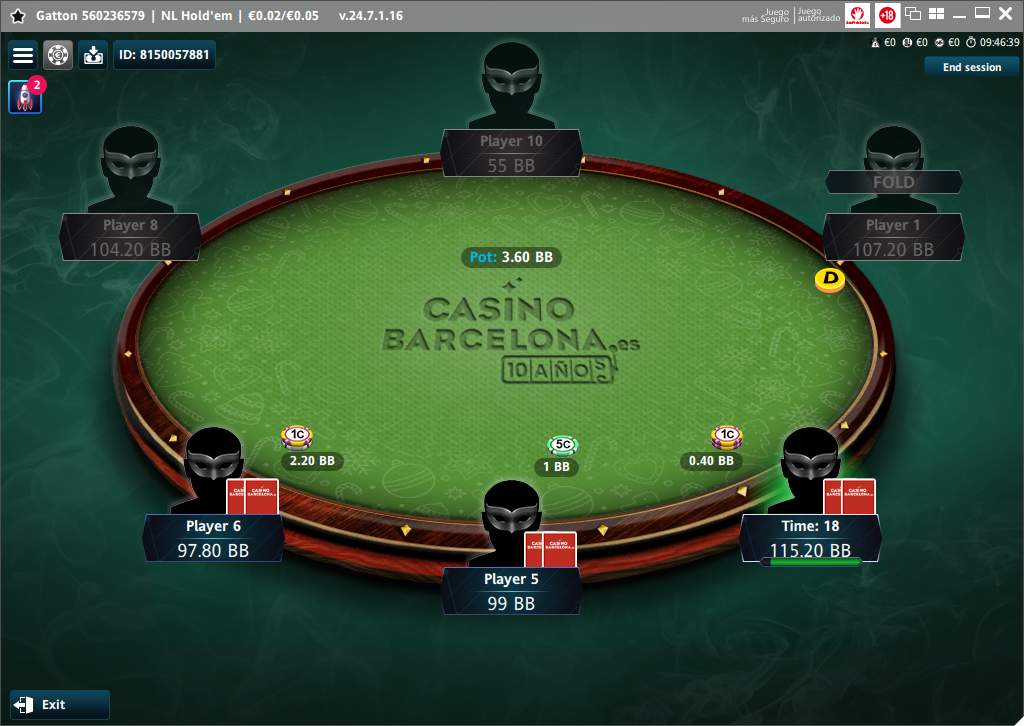 Gatton 560236579 | NL Hold'em | €0.02/€0.05 v.24.7.1.16
Juego más Seguro
Juego autorizado
+18
ID: 8150057881
€0 €0 €0 09:46:39
End session
2
Player 10
55 BB
Player 8
104.20 BB
FOLD
Player 1
107.20 BB
Pot: 3.60 BB
D
CASINO
BARCELONA.es
10 AÑOS
1C
2.20 BB
5C
1 BB
1C
0.40 BB
Player 6
97.80 BB
CASINO
BARCELONA.es
Player 5
99 BB
Time: 18
115.20 BB
Exit